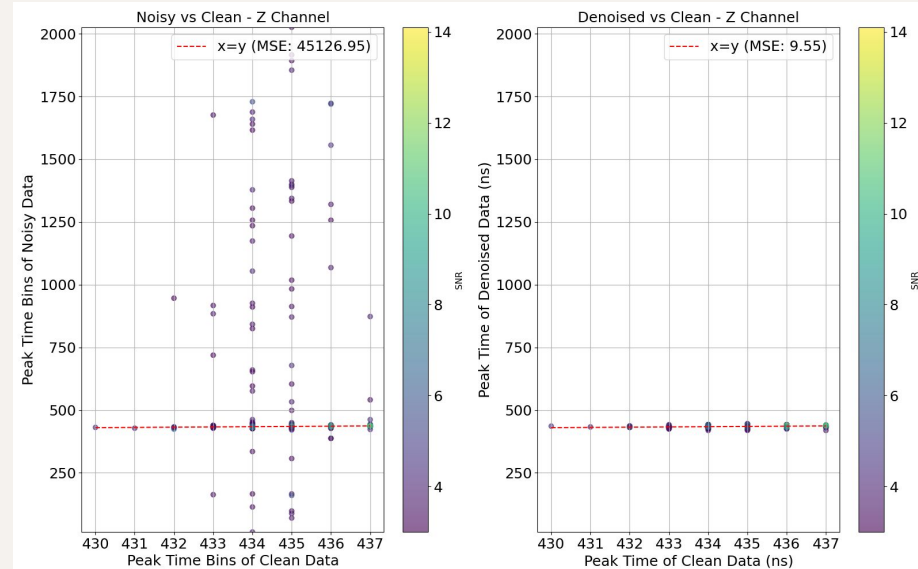 Noisy vs Clean - Z Channel
x=y (MSE: 45126.95)
2000
1750
1500
1250
1000
750
500
250
Peak Time Bins of Noisy Data
430 431 432 433 434 435 436 437
Peak Time Bins of Clean Data
14
12
10
8
6
4
SNR
Denoised vs Clean - Z Channel
x=y (MSE: 9.55)
2000
1750
1500
1250
1000
750
500
250
Peak Time of Denoised Data (ns)
430 431 432 433 434 435 436 437
Peak Time of Clean Data (ns)
14
12
10
8
6
4
SNR